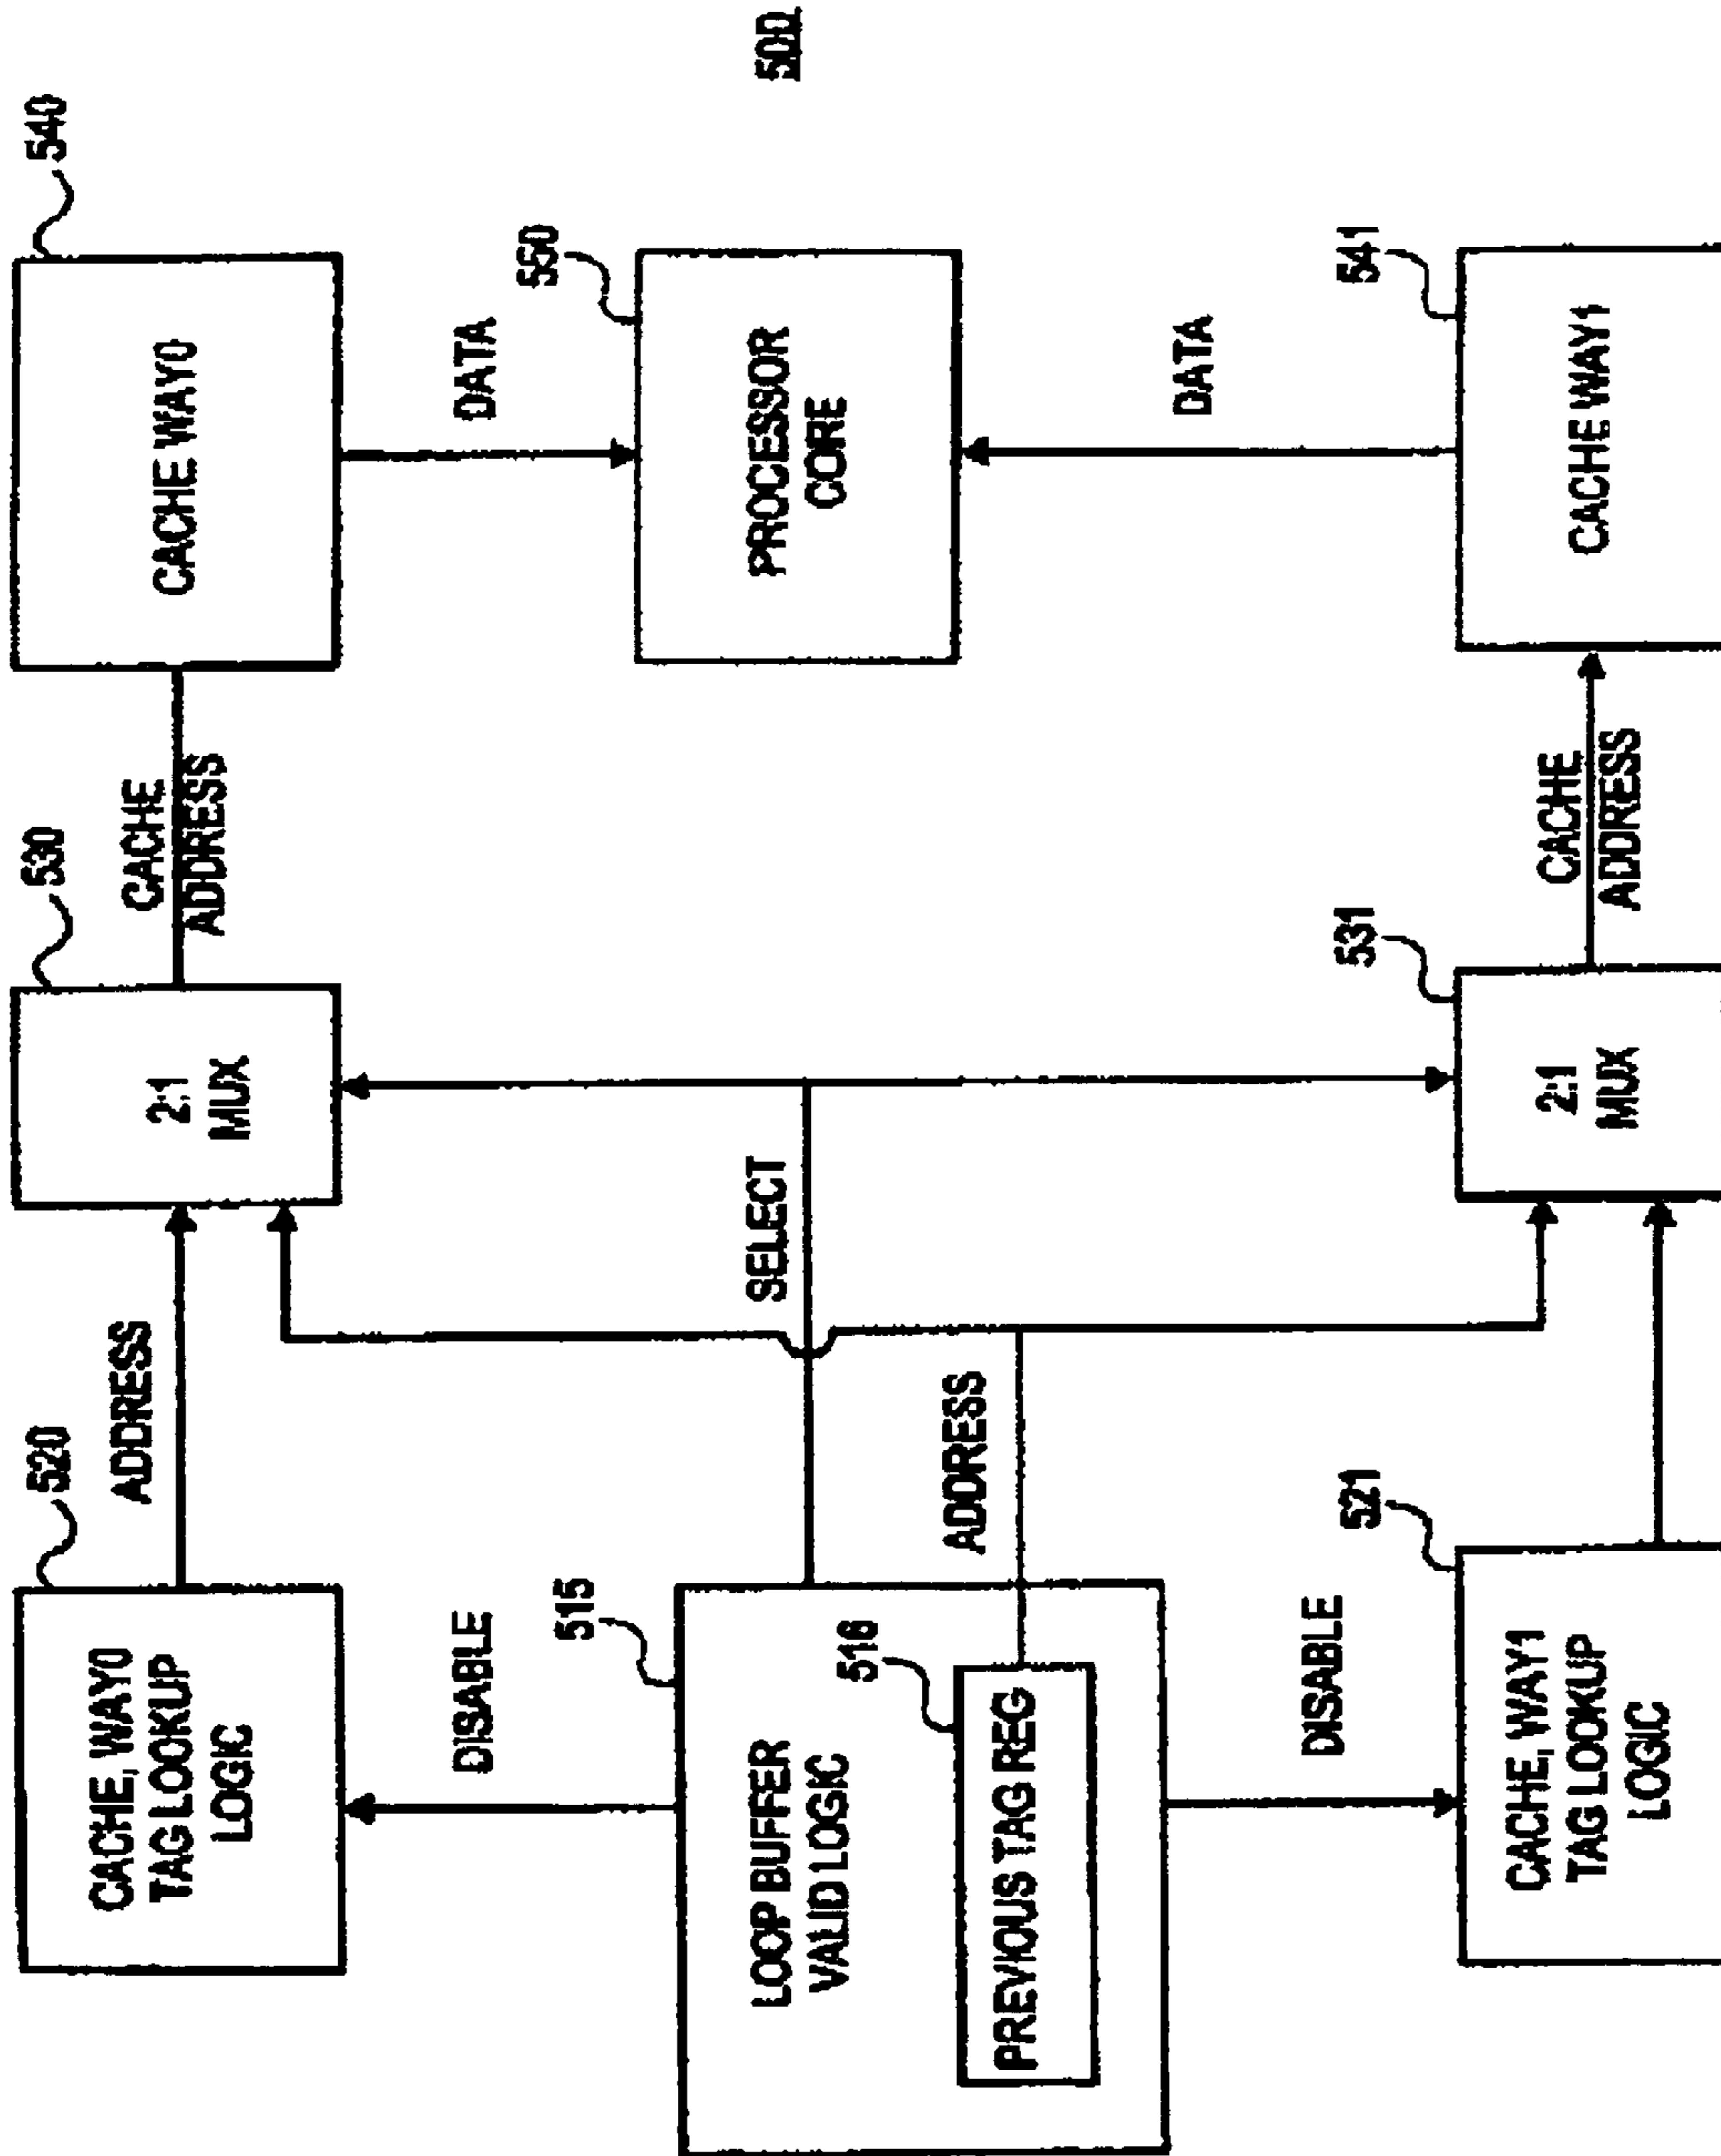 520
CACHE, WAY0
TAG LOOKUP
LOGIC
ADDRESS
530
2:1
MUX
CACHE
ADDRESS
540
CACHE WAY0
DISABLE
DATA
515
LOOP BUFFER
VALID LOGIC
516
PREVIOUS TAG REG
SELECT
ADDRESS
550
PROCESSOR
CORE
500
DISABLE
DATA
521
CACHE, WAY1
TAG LOOKUP
LOGIC
531
2:1
MUX
CACHE
ADDRESS
541
CACHE WAY1